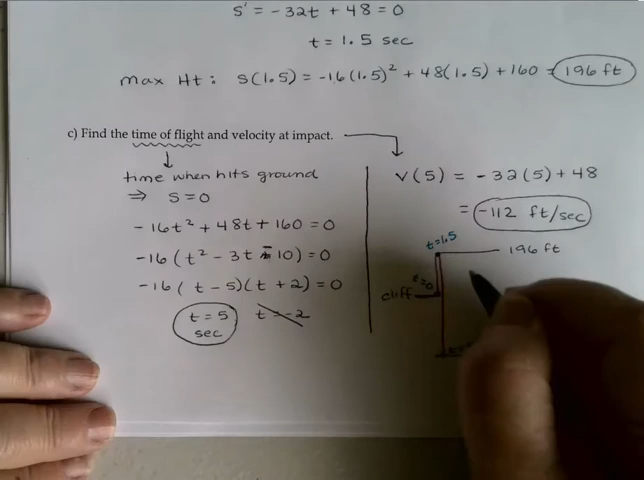 s' = -32t + 48 = 0
t = 1.5 sec
max Ht: s(1.5) = -16(1.5)² + 48(1.5) + 160 = 196 ft
c) Find the time of flight and velocity at impact.
time when hits ground
⇒ s = 0
-16t² + 48t + 160 = 0
-16(t² - 3t - 10) = 0
-16(t - 5)(t + 2) = 0
t = 5
sec
t = -2
v(5) = -32(5) + 48
= -112 ft/sec
t=1.5
196 ft
t=0
cliff